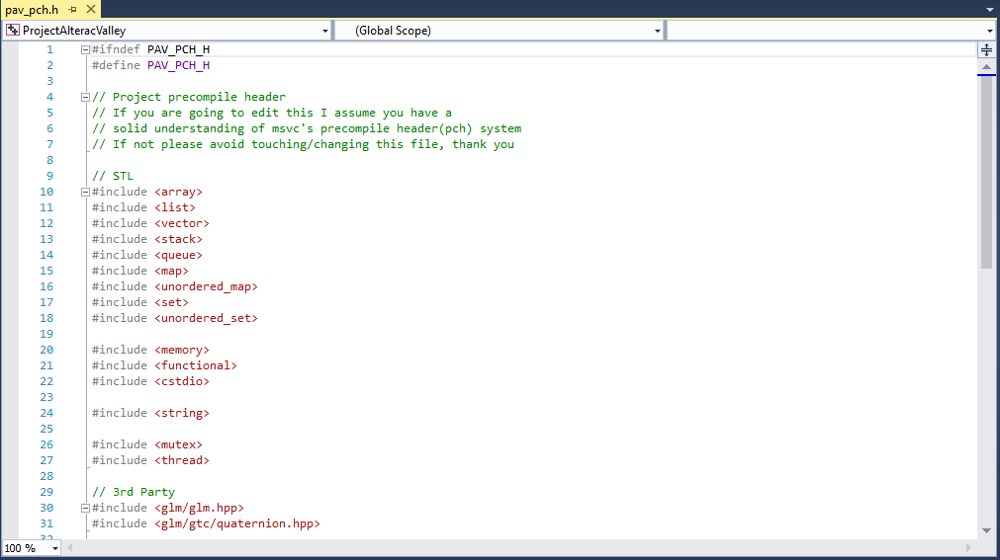 pav_pch.h
ProjectAlteracValley (Global Scope)
1 #ifndef PAV_PCH_H
2 #define PAV_PCH_H
3
4 // Project precompile header
5 // If you are going to edit this I assume you have a
6 // solid understanding of msvc's precompile header(pch) system
7 // If not please avoid touching/changing this file, thank you
8
9 // STL
10 #include <array>
11 #include <list>
12 #include <vector>
13 #include <stack>
14 #include <queue>
15 #include <map>
16 #include <unordered_map>
17 #include <set>
18 #include <unordered_set>
19
20 #include <memory>
21 #include <functional>
22 #include <cstdio>
23
24 #include <string>
25
26 #include <mutex>
27 #include <thread>
28
29 // 3rd Party
30 #include <glm/glm.hpp>
31 #include <glm/gtc/quaternion.hpp>
32
100 %